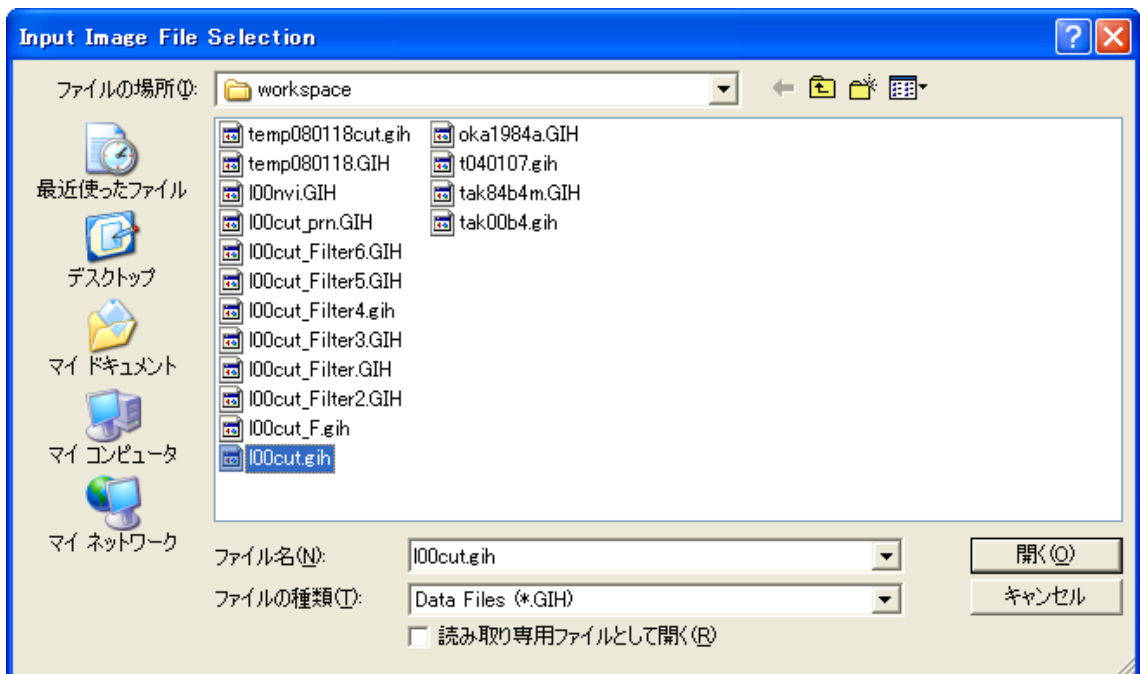 Input Image File Selection
ファイルの場所(I):
workspace
最近使ったファイル
デスクトップ
マイ ドキュメント
マイ コンピュータ
マイ ネットワーク
temp080118cut.gih
temp080118.GIH
l00nvi.GIH
l00cut_prn.GIH
l00cut_Filter6.GIH
l00cut_Filter5.GIH
l00cut_Filter4.gih
l00cut_Filter3.GIH
l00cut_Filter.GIH
l00cut_Filter2.GIH
l00cut_F.gih
l00cut.gih
oka1984a.GIH
t040107.gih
tak84b4m.GIH
tak00b4.gih
ファイル名(N):
l00cut.gih
開く(O)
ファイルの種類(T):
Data Files (*.GIH)
キャンセル
読み取り専用ファイルとして開く(R)